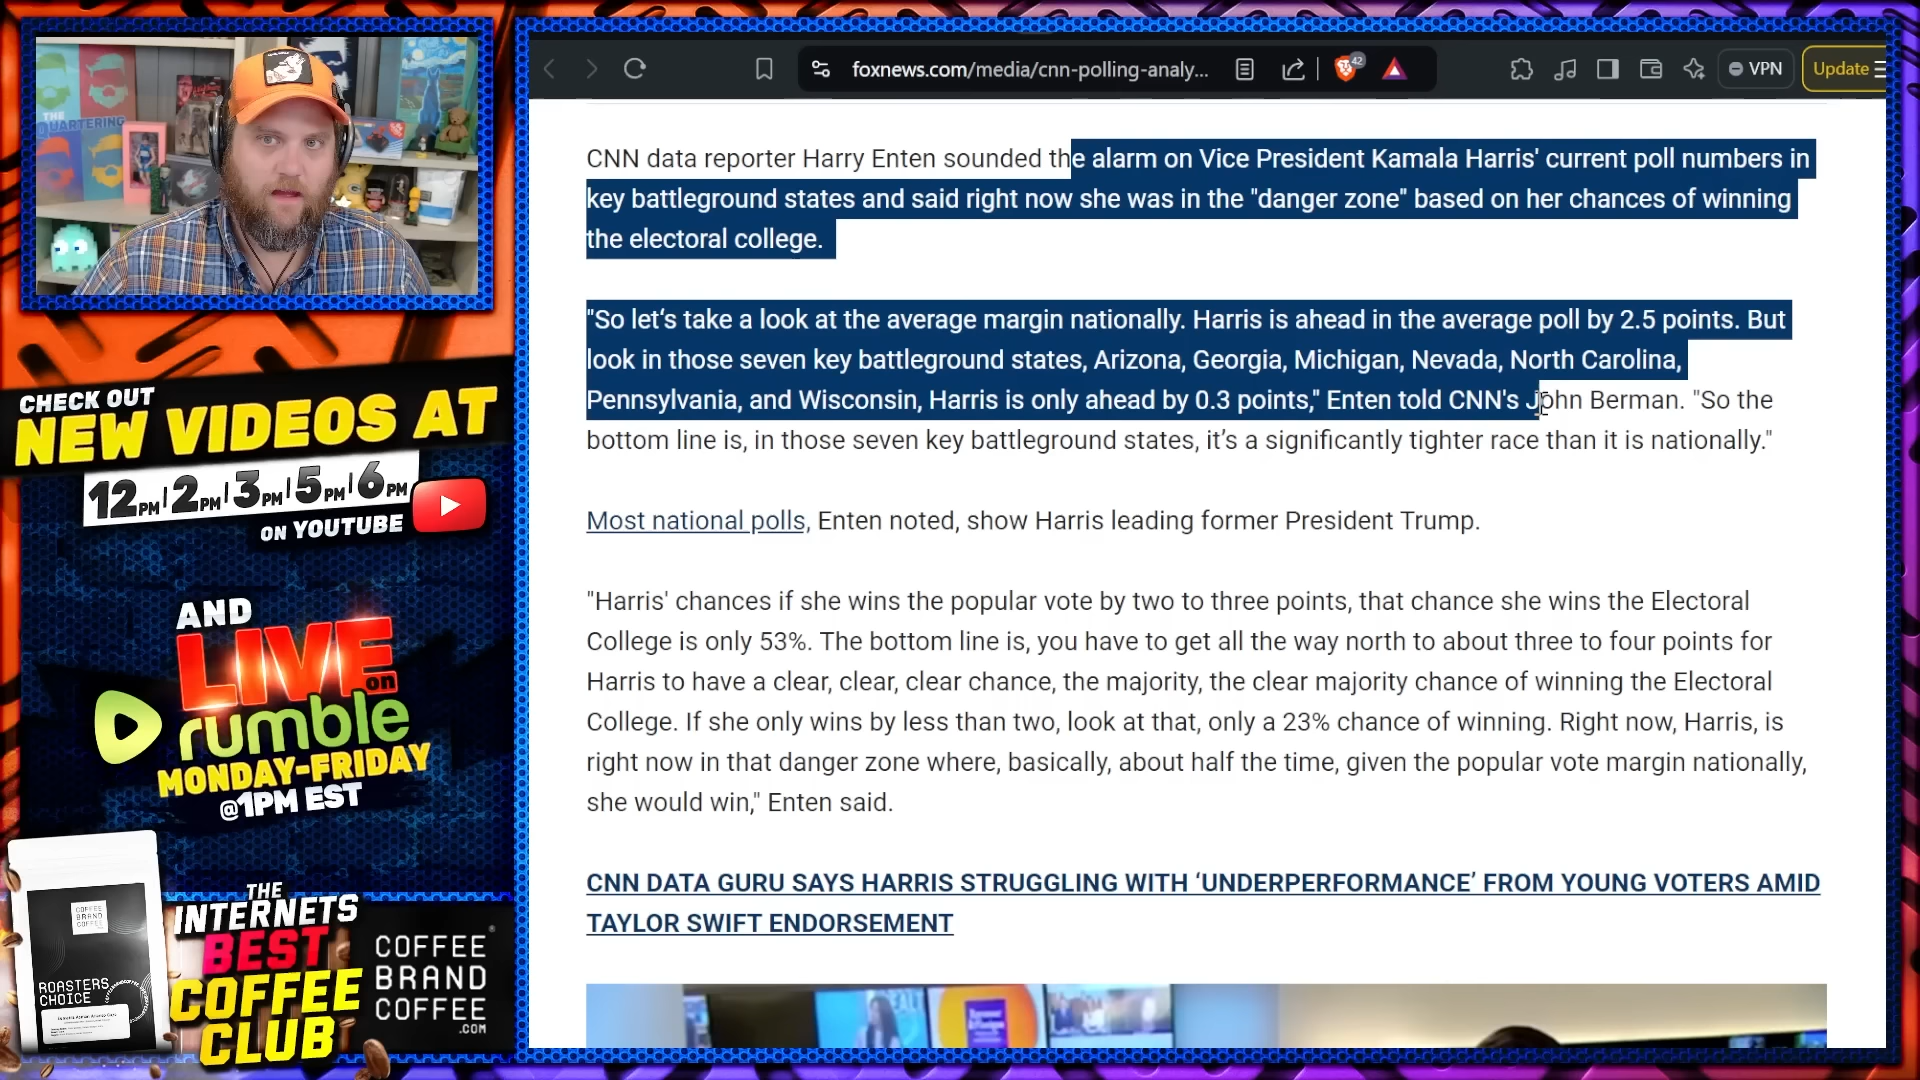 THE
QUARTERING
CHECK OUT
NEW VIDEOS AT
12PM | 2PM | 3PM | 5PM | 6PM
ON YOUTUBE
AND
LIVE
on
rumble
MONDAY-FRIDAY
@1PM EST
COFFEE
BRAND
COFFEE
ROASTERS
CHOICE
THE
INTERNETS
BEST
COFFEE
CLUB
COFFEE
BRAND
COFFEE
.COM
foxnews.com/media/cnn-polling-analy...
42
VPN
Update
CNN data reporter Harry Enten sounded the alarm on Vice President Kamala Harris' current poll numbers in
key battleground states and said right now she was in the "danger zone" based on her chances of winning
the electoral college.
"So let‘s take a look at the average margin nationally. Harris is ahead in the average poll by 2.5 points. But
look in those seven key battleground states, Arizona, Georgia, Michigan, Nevada, North Carolina,
Pennsylvania, and Wisconsin, Harris is only ahead by 0.3 points," Enten told CNN's John Berman. "So the
bottom line is, in those seven key battleground states, it’s a significantly tighter race than it is nationally."
Most national polls, Enten noted, show Harris leading former President Trump.
"Harris' chances if she wins the popular vote by two to three points, that chance she wins the Electoral
College is only 53%. The bottom line is, you have to get all the way north to about three to four points for
Harris to have a clear, clear, clear chance, the majority, the clear majority chance of winning the Electoral
College. If she only wins by less than two, look at that, only a 23% chance of winning. Right now, Harris, is
right now in that danger zone where, basically, about half the time, given the popular vote margin nationally,
she would win," Enten said.
CNN DATA GURU SAYS HARRIS STRUGGLING WITH ‘UNDERPERFORMANCE’ FROM YOUNG VOTERS AMID
TAYLOR SWIFT ENDORSEMENT